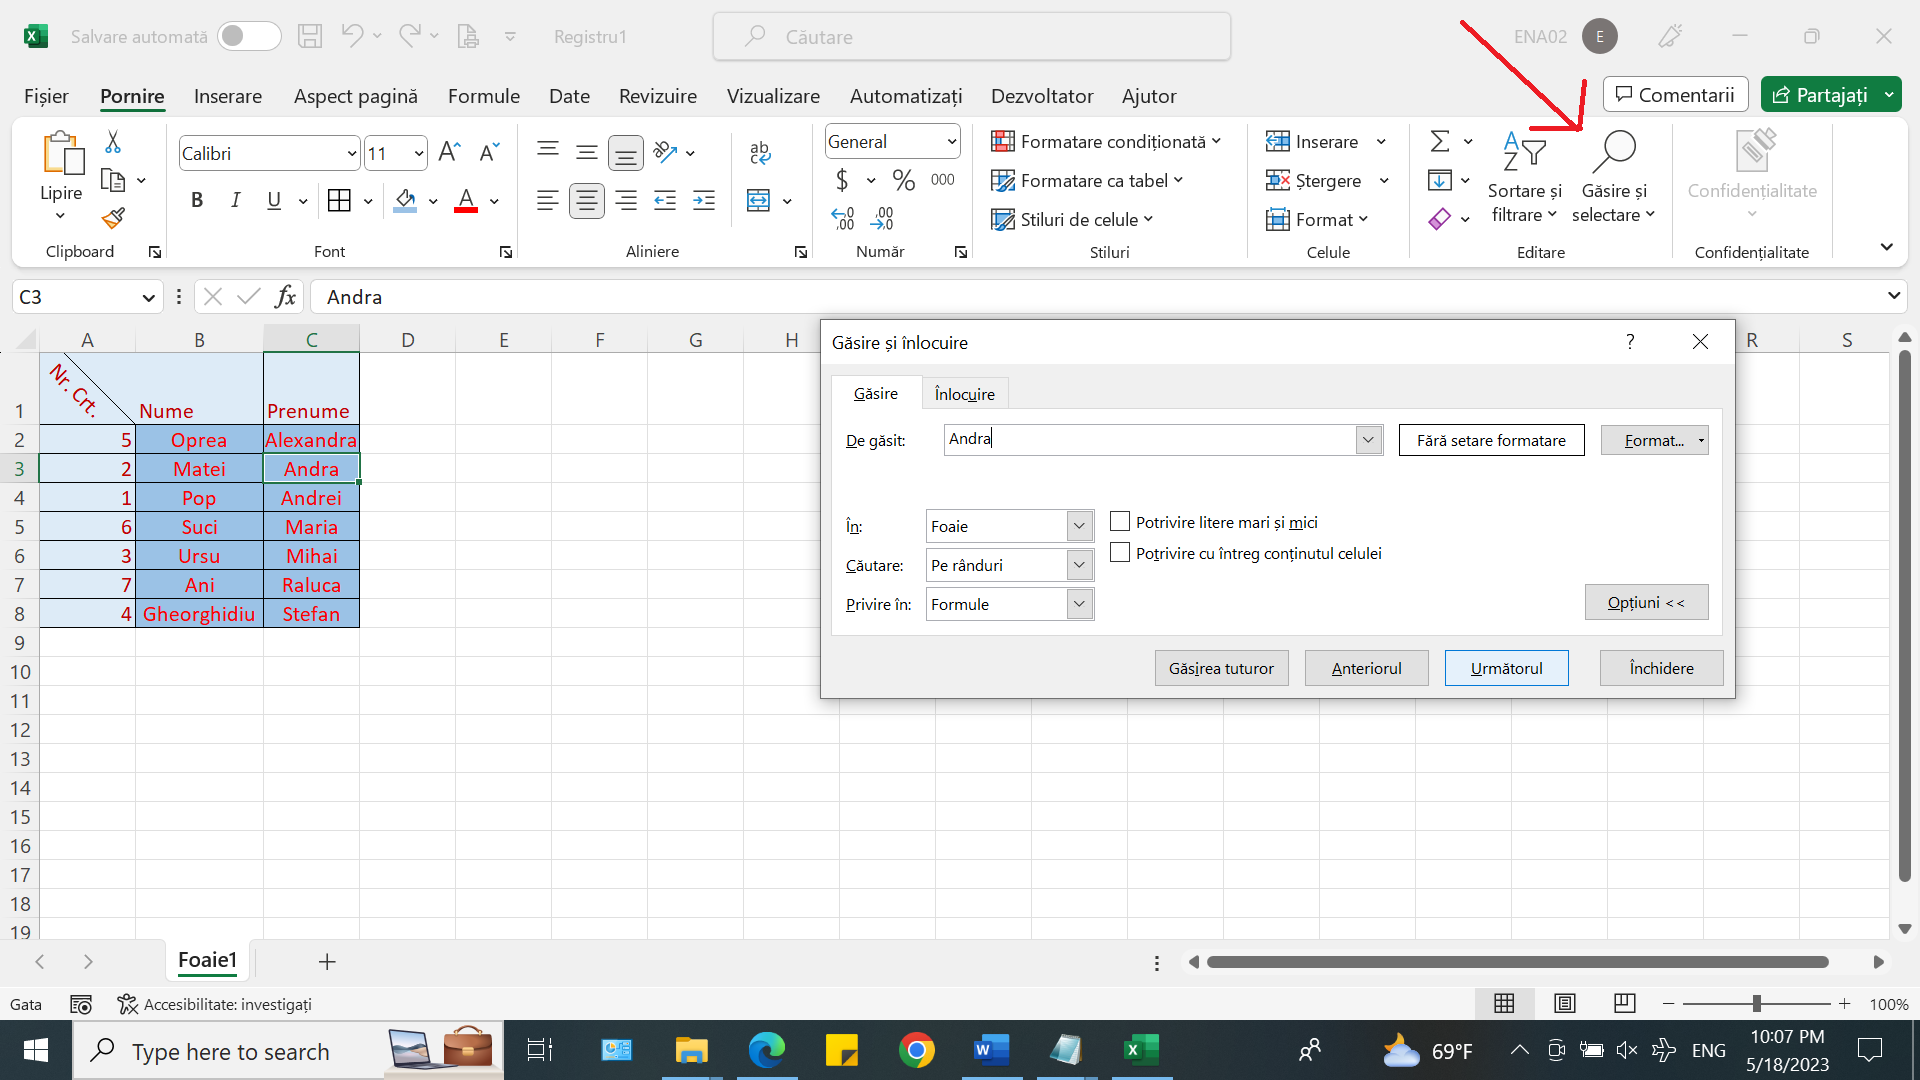 Salvare automată
Registru1
Căutare
ENA02
E
Fișier Pornire Inserare Aspect pagină Formule Date Revizuire Vizualizare Automatizați Dezvoltator Ajutor
Comentarii
Partajați
Lipire
Clipboard
Calibri
11
A A
B I U A
Font
ab
Aliniere
General
$ % 000
Număr
Formatare condiționată
Formatare ca tabel
Stiluri de celule
Stiluri
Inserare
Ștergere
Format
Celule
Sortare și filtrare
Găsire și selectare
Editare
Confidențialitate
Confidențialitate
C3
fx
Andra
A B C D E F G H R S
1 Nr. Crt. Nume Prenume
2 5 Oprea Alexandra
3 2 Matei Andra
4 1 Pop Andrei
5 6 Suci Maria
6 3 Ursu Mihai
7 7 Ani Raluca
8 4 Gheorghidiu Stefan
9
10
11
12
13
14
15
16
17
18
19
Găsire și înlocuire
?
Găsire
Înlocuire
De găsit: Andra
Fără setare formatare
Format...
În: Foaie
Căutare: Pe rânduri
Privire în: Formule
Potrivire litere mari și mici
Potrivire cu întreg conținutul celulei
Opțiuni <<
Găsirea tuturor
Anteriorul
Următorul
Închidere
Foaie1
Gata
Accesibilitate: investigați
100%
Type here to search
69°F
ENG
10:07 PM
5/18/2023